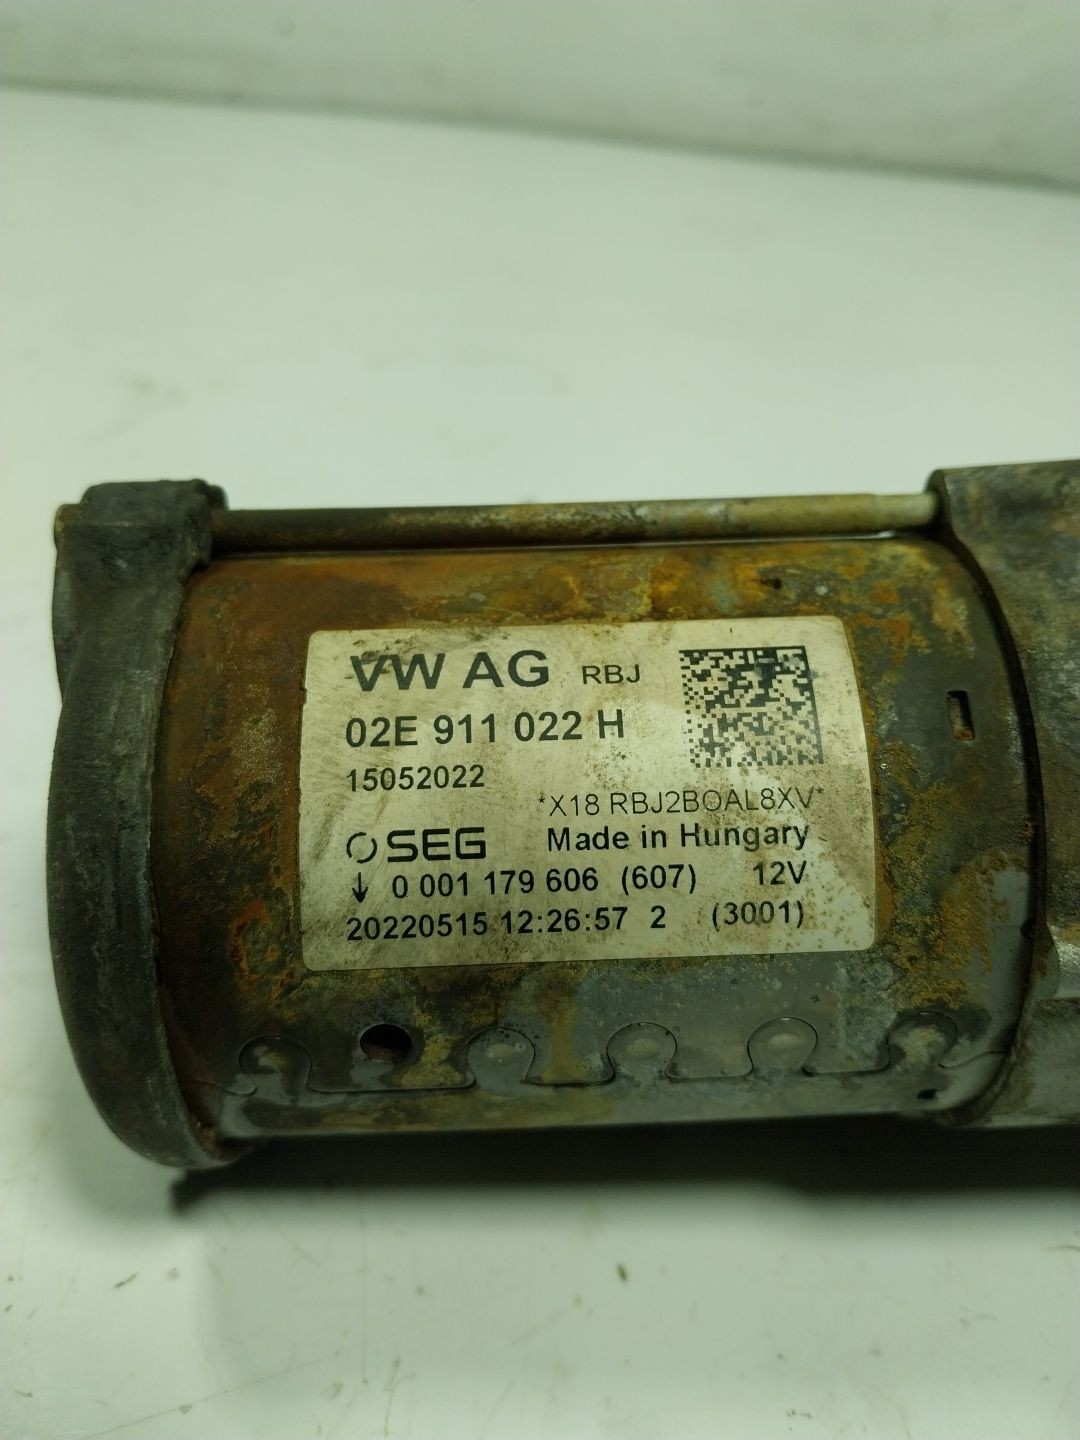 VW AG RBJ
02E 911 022 H
15052022
*X18 RBJ2BOAL8XV*
SEG Made in Hungary
0 001 179 606 (607) 12V
20220515 12:26:57 2 (3001)